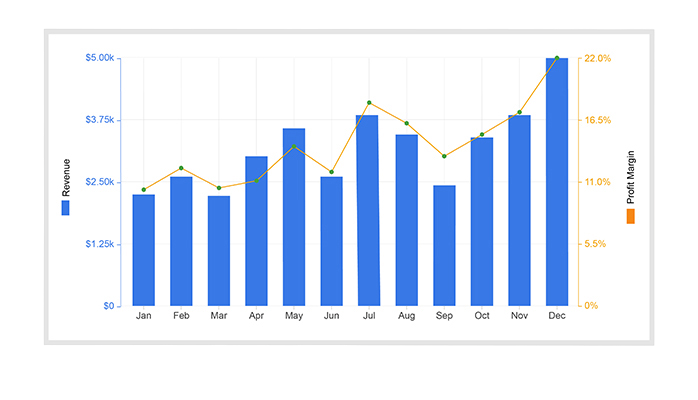 $5.00k
$3.75k
$2.50k
$1.25k
$0
Revenue
22.0%
16.5%
11.0%
5.5%
0%
Profit Margin
Jan Feb Mar Apr May Jun Jul Aug Sep Oct Nov Dec